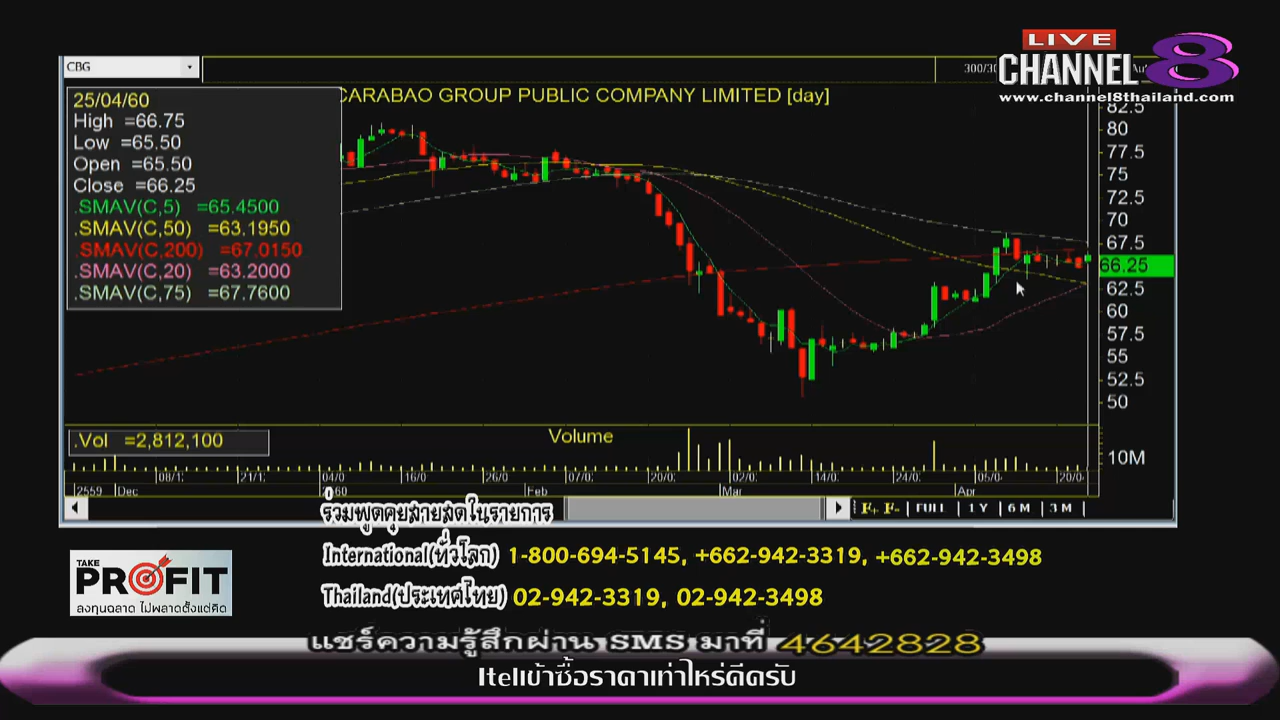 LIVE
CHANNEL 8
www.channel8thailand.com
CBG
CARABAO GROUP PUBLIC COMPANY LIMITED [day]
25/04/60
High =66.75
Low =65.50
Open =65.50
Close =66.25
.SMAV(C,5) =65.4500
.SMAV(C,50) =63.1950
.SMAV(C,200) =67.0150
.SMAV(C,20) =63.2000
.SMAV(C,75) =67.7600
82.5
80
77.5
75
72.5
70
67.5
66.25
62.5
60
57.5
55
52.5
50
.Vol =2,812,100
Volume
10M
2559 Dec Feb Mar Apr
F+ F- FULL 1 Y 6 M 3 M
ร่วมพูดคุยสายสดในรายการ
International(ทั่วโลก) 1-800-694-5145, +662-942-3319, +662-942-3498
Thailand(ประเทศไทย) 02-942-3319, 02-942-3498
TAKE
PROFIT
ลงทุนฉลาด ไม่พลาดตั้งแต่คิด
แชร์ความรู้สึกผ่าน SMS มาที่ 4642828
Itelเข้าซื้อราคาเท่าไหร่ดีครับ